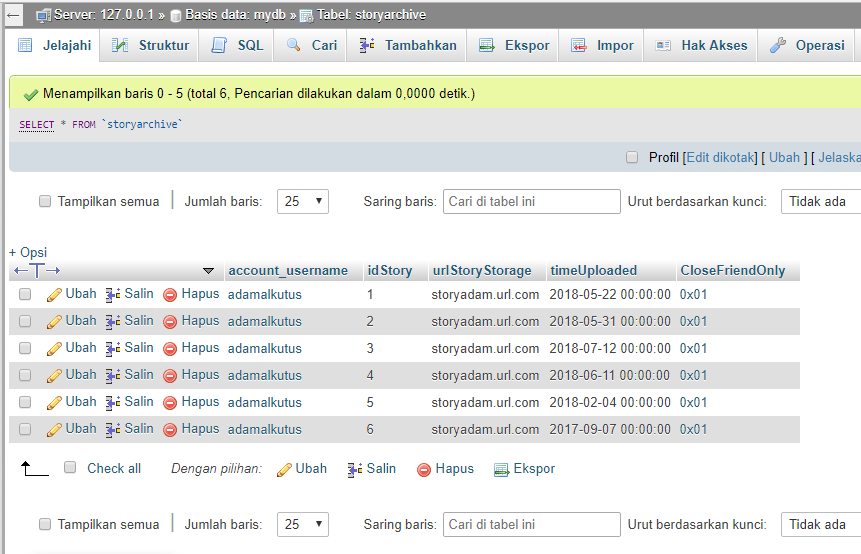 Server: 127.0.0.1 » Basis data: mydb » Tabel: storyarchive
Jelajahi Struktur SQL Cari Tambahkan Ekspor Impor Hak Akses Operasi
Menampilkan baris 0 - 5 (total 6, Pencarian dilakukan dalam 0,0000 detik.)
SELECT * FROM `storyarchive`
Profil [Edit dikotak] [ Ubah ] [ Jelaska
Tampilkan semua Jumlah baris: 25 Saring baris: Cari di tabel ini Urut berdasarkan kunci: Tidak ada
+ Opsi
account_username idStory urlStoryStorage timeUploaded CloseFriendOnly
Ubah Salin Hapus adamalkutus 1 storyadam.url.com 2018-05-22 00:00:00 0x01
Ubah Salin Hapus adamalkutus 2 storyadam.url.com 2018-05-31 00:00:00 0x01
Ubah Salin Hapus adamalkutus 3 storyadam.url.com 2018-07-12 00:00:00 0x01
Ubah Salin Hapus adamalkutus 4 storyadam.url.com 2018-06-11 00:00:00 0x01
Ubah Salin Hapus adamalkutus 5 storyadam.url.com 2018-02-04 00:00:00 0x01
Ubah Salin Hapus adamalkutus 6 storyadam.url.com 2017-09-07 00:00:00 0x01
Check all Dengan pilihan: Ubah Salin Hapus Ekspor
Tampilkan semua Jumlah baris: 25 Saring baris: Cari di tabel ini Urut berdasarkan kunci: Tidak ada